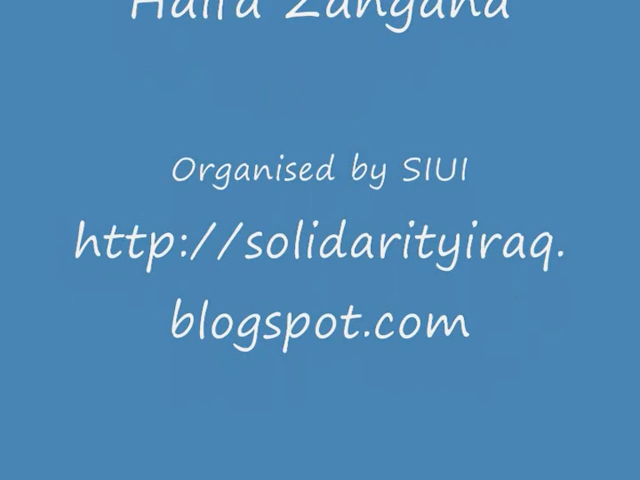 Haifa Zangana
Organised by SIUI
http://solidarityiraq.
blogspot.com